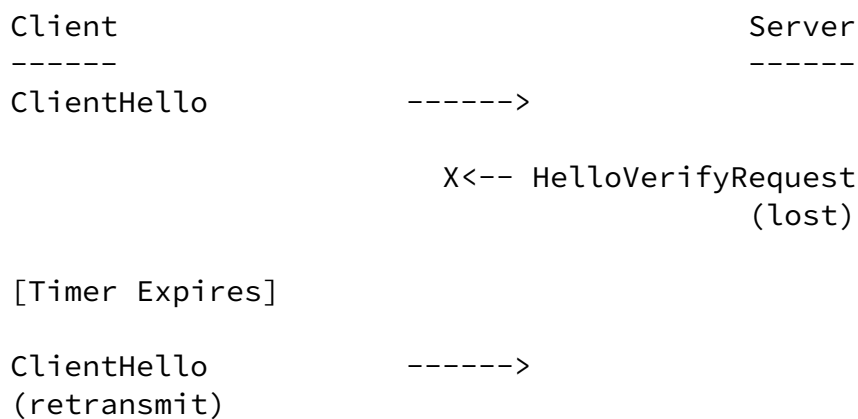 Client Server
------ ------
ClientHello ------>
X<-- HelloVerifyRequest
(lost)
[Timer Expires]
ClientHello ------>
(retransmit)